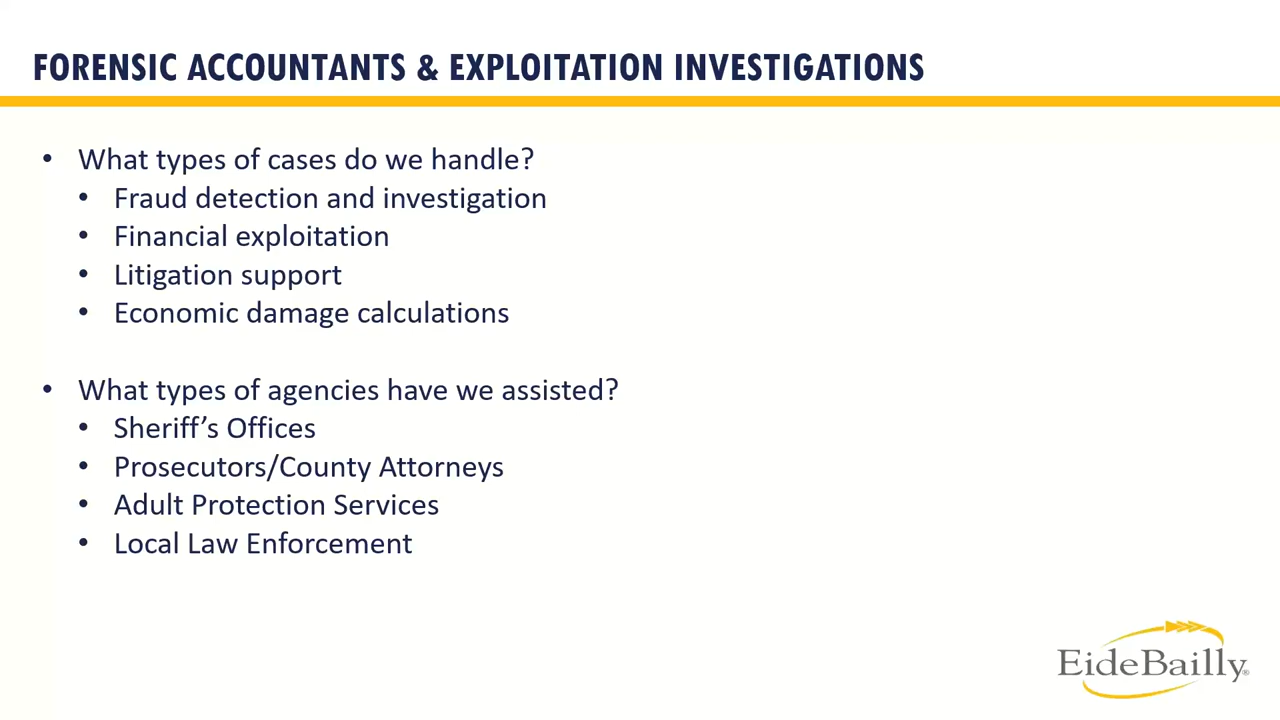 FORENSIC ACCOUNTANTS & EXPLOITATION INVESTIGATIONS
• What types of cases do we handle?
• Fraud detection and investigation
• Financial exploitation
• Litigation support
• Economic damage calculations
• What types of agencies have we assisted?
• Sheriff’s Offices
• Prosecutors/County Attorneys
• Adult Protection Services
• Local Law Enforcement
EideBailly®